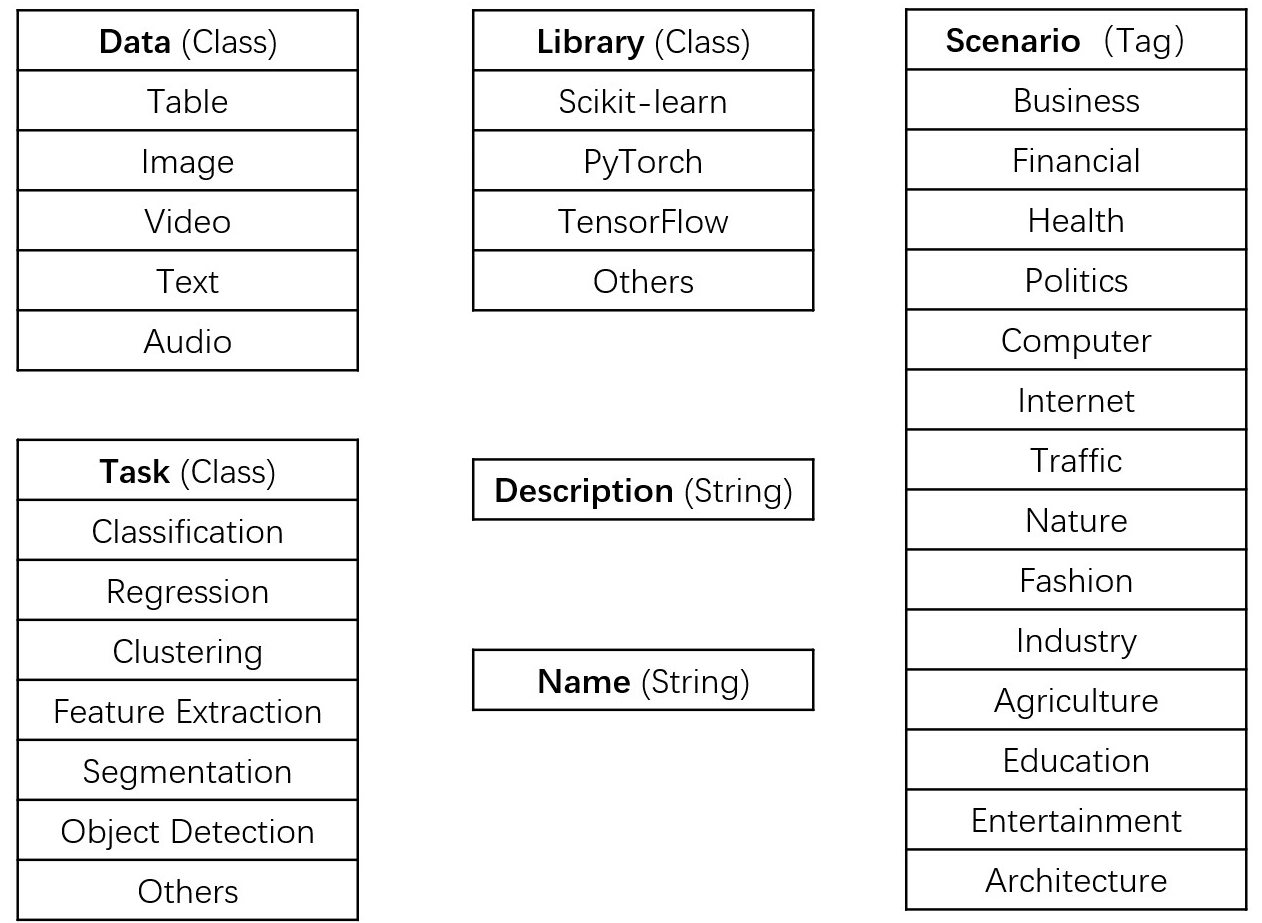 Data (Class)
Table
Image
Video
Text
Audio
Task (Class)
Classification
Regression
Clustering
Feature Extraction
Segmentation
Object Detection
Others
Library (Class)
Scikit-learn
PyTorch
TensorFlow
Others
Description (String)
Name (String)
Scenario (Tag)
Business
Financial
Health
Politics
Computer
Internet
Traffic
Nature
Fashion
Industry
Agriculture
Education
Entertainment
Architecture